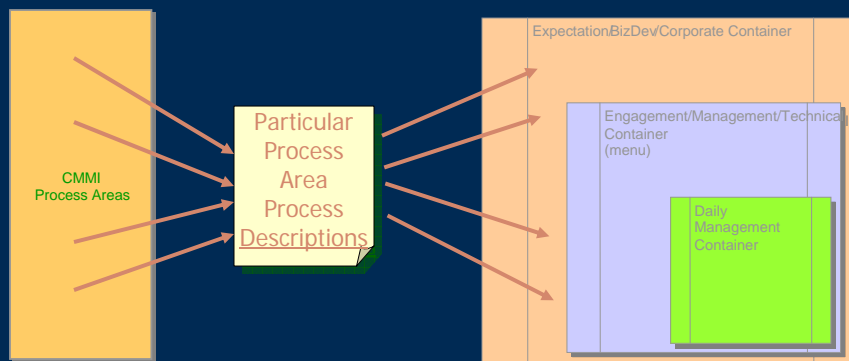 CMMI
Process Areas
Particular
Process
Area
Process
Descriptions
Expectation/BizDev/Corporate Container
Engagement/Management/Technical
Container
(menu)
Daily
Management
Container